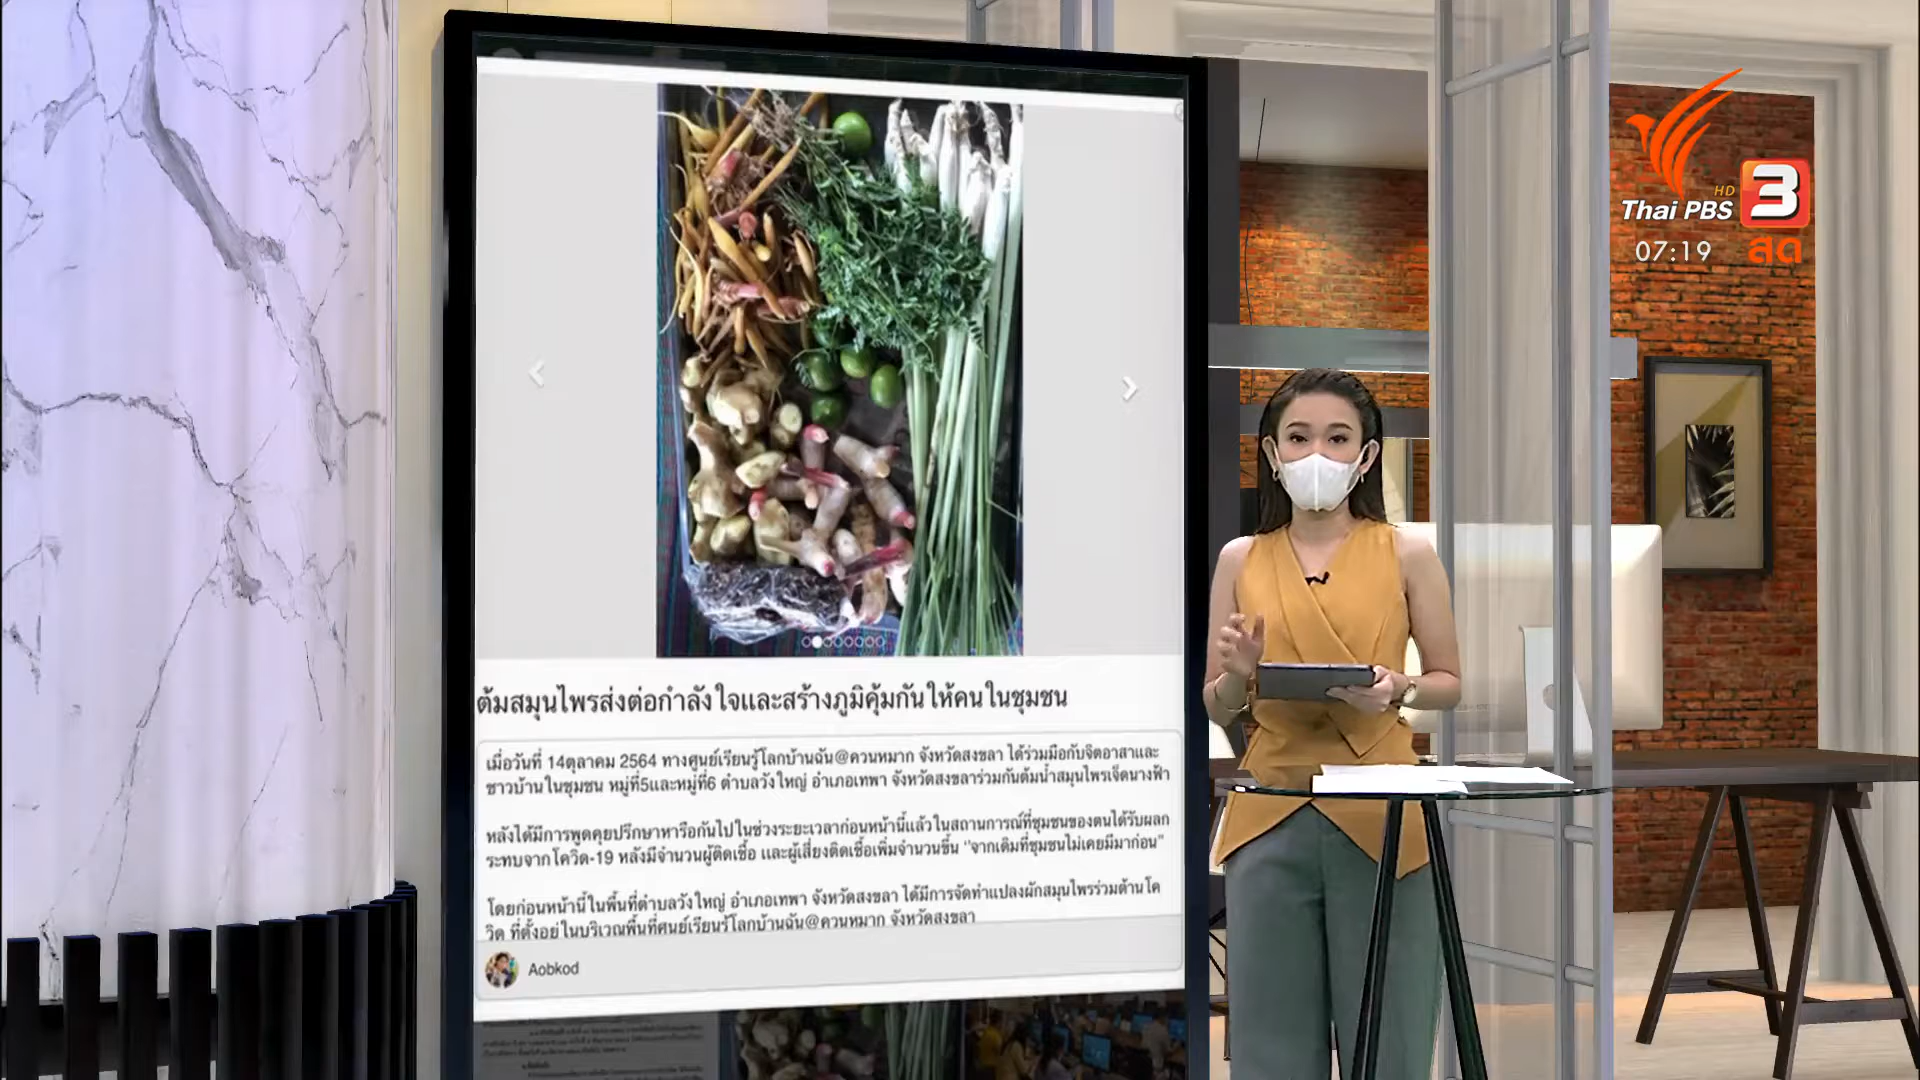 HD
Thai PBS 3
07:19 สด
ต้มสมุนไพรส่งต่อกำลังใจและสร้างภูมิคุ้มกันให้คนในชุมชน
เมื่อวันที่ 14ตุลาคม 2564 ทางศูนย์เรียนรู้โลกบ้านฉัน@ควนหมาก จังหวัดสงขลา ได้ร่วมมือกับจิตอาสาและ
ชาวบ้านในชุมชน หมู่ที่5และหมู่ที่6 ตำบลวังใหญ่ อำเภอเทพา จังหวัดสงขลาร่วมกันต้มน้ำสมุนไพรเจ็ดนางฟ้า
หลังได้มีการพูดคุยปรึกษาหารือกันไปในช่วงระยะเวลาก่อนหน้านี้แล้วในสถานการณ์ที่ชุมชนของตนได้รับผลก
ระทบจากโควิด-19 หลังมีจำนวนผู้ติดเชื้อ และผู้เสี่ยงติดเชื้อเพิ่มจำนวนขึ้น "จากเดิมที่ชุมชนไม่เคยมีมาก่อน"
โดยก่อนหน้านี้ในพื้นที่ตำบลวังใหญ่ อำเภอเทพา จังหวัดสงขลา ได้มีการจัดทำแปลงผักสมุนไพรร่วมต้านโค
วิด ที่ตั้งอยู่ในบริเวณพื้นที่ศูนย์เรียนรู้โลกบ้านฉัน@ควนหมาก จังหวัดสงขลา
Aobkod